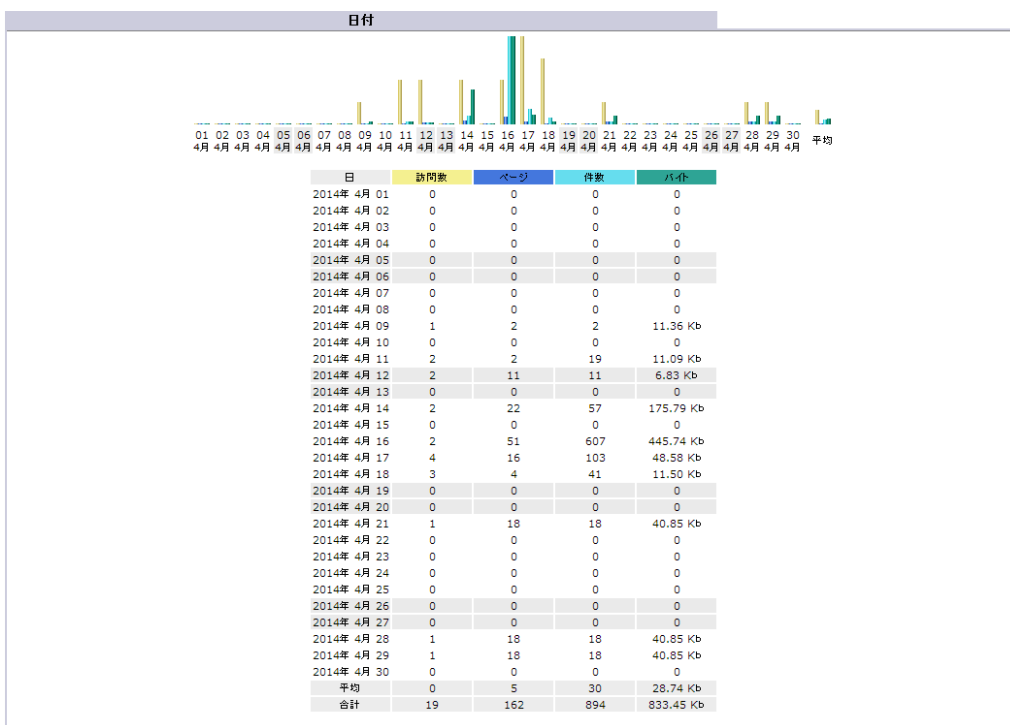 日付
01 02 03 04 05 06 07 08 09 10 11 12 13 14 15 16 17 18 19 20 21 22 23 24 25 26 27 28 29 30
4月 4月 4月 4月 4月 4月 4月 4月 4月 4月 4月 4月 4月 4月 4月 4月 4月 4月 4月 4月 4月 4月 4月 4月 4月 4月 4月 4月 4月 4月 平均
日 訪問数 ページ 件数 バイト
2014年 4月 01 0 0 0 0
2014年 4月 02 0 0 0 0
2014年 4月 03 0 0 0 0
2014年 4月 04 0 0 0 0
2014年 4月 05 0 0 0 0
2014年 4月 06 0 0 0 0
2014年 4月 07 0 0 0 0
2014年 4月 08 0 0 0 0
2014年 4月 09 1 2 2 11.36 Kb
2014年 4月 10 0 0 0 0
2014年 4月 11 2 2 19 11.09 Kb
2014年 4月 12 2 11 11 6.83 Kb
2014年 4月 13 0 0 0 0
2014年 4月 14 2 22 57 175.79 Kb
2014年 4月 15 0 0 0 0
2014年 4月 16 2 51 607 445.74 Kb
2014年 4月 17 4 16 103 48.58 Kb
2014年 4月 18 3 4 41 11.50 Kb
2014年 4月 19 0 0 0 0
2014年 4月 20 0 0 0 0
2014年 4月 21 1 18 18 40.85 Kb
2014年 4月 22 0 0 0 0
2014年 4月 23 0 0 0 0
2014年 4月 24 0 0 0 0
2014年 4月 25 0 0 0 0
2014年 4月 26 0 0 0 0
2014年 4月 27 0 0 0 0
2014年 4月 28 1 18 18 40.85 Kb
2014年 4月 29 1 18 18 40.85 Kb
2014年 4月 30 0 0 0 0
平均 0 5 30 28.74 Kb
合計 19 162 894 833.45 Kb